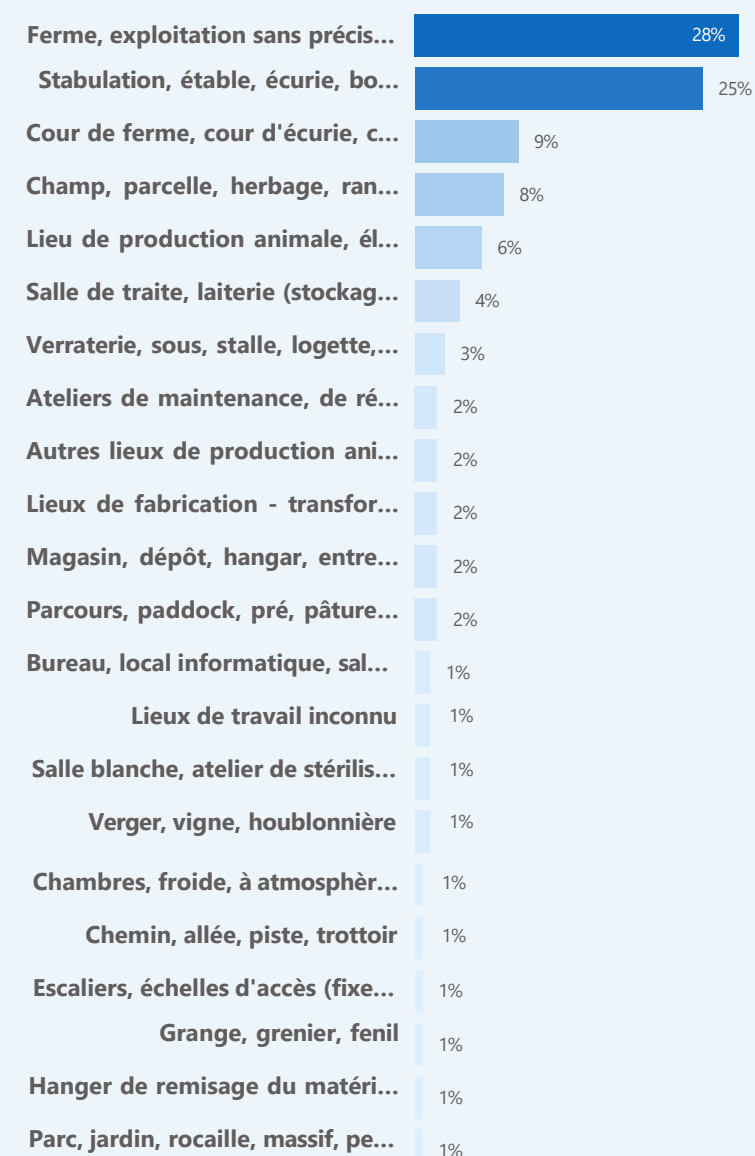 Ferme, exploitation sans précis... 28%
Stabulation, étable, écurie, bo... 25%
Cour de ferme, cour d'écurie, c... 9%
Champ, parcelle, herbage, ran... 8%
Lieu de production animale, él... 6%
Salle de traite, laiterie (stockag... 4%
Verraterie, sous, stalle, logette,... 3%
Ateliers de maintenance, de ré... 2%
Autres lieux de production ani... 2%
Lieux de fabrication - transfor... 2%
Magasin, dépôt, hangar, entre... 2%
Parcours, paddock, pré, pâture... 2%
Bureau, local informatique, sal... 1%
Lieux de travail inconnu 1%
Salle blanche, atelier de stérilis... 1%
Verger, vigne, houblonnière 1%
Chambres, froide, à atmosphèr... 1%
Chemin, allée, piste, trottoir 1%
Escaliers, échelles d'accès (fixe... 1%
Grange, grenier, fenil 1%
Hanger de remisage du matéri... 1%
Parc, jardin, rocaille, massif, pe... 1%